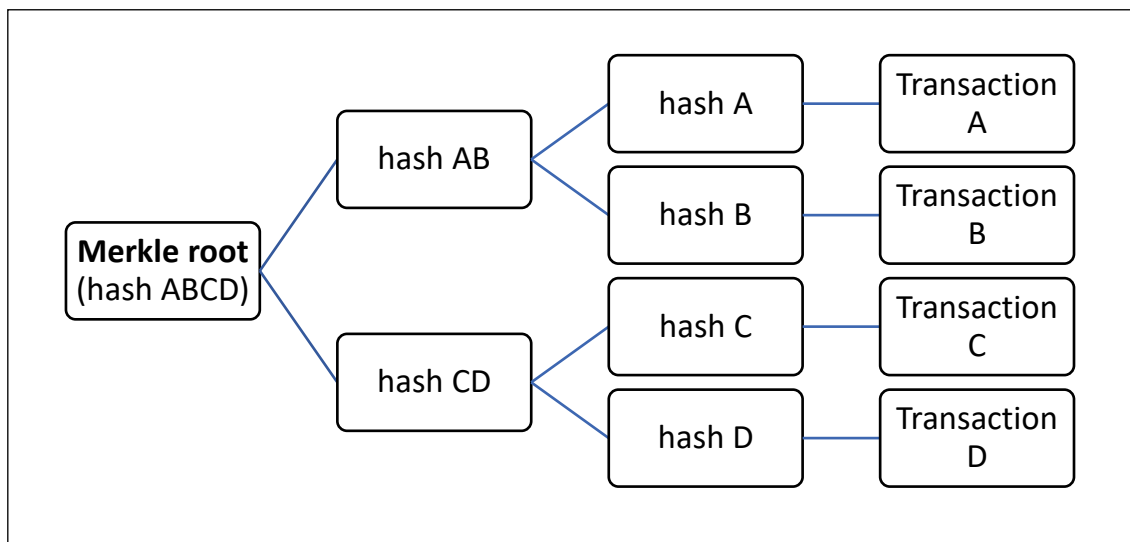 Merkle root
(hash ABCD)
hash AB
hash CD
hash A
hash B
hash C
hash D
Transaction
A
Transaction
B
Transaction
C
Transaction
D